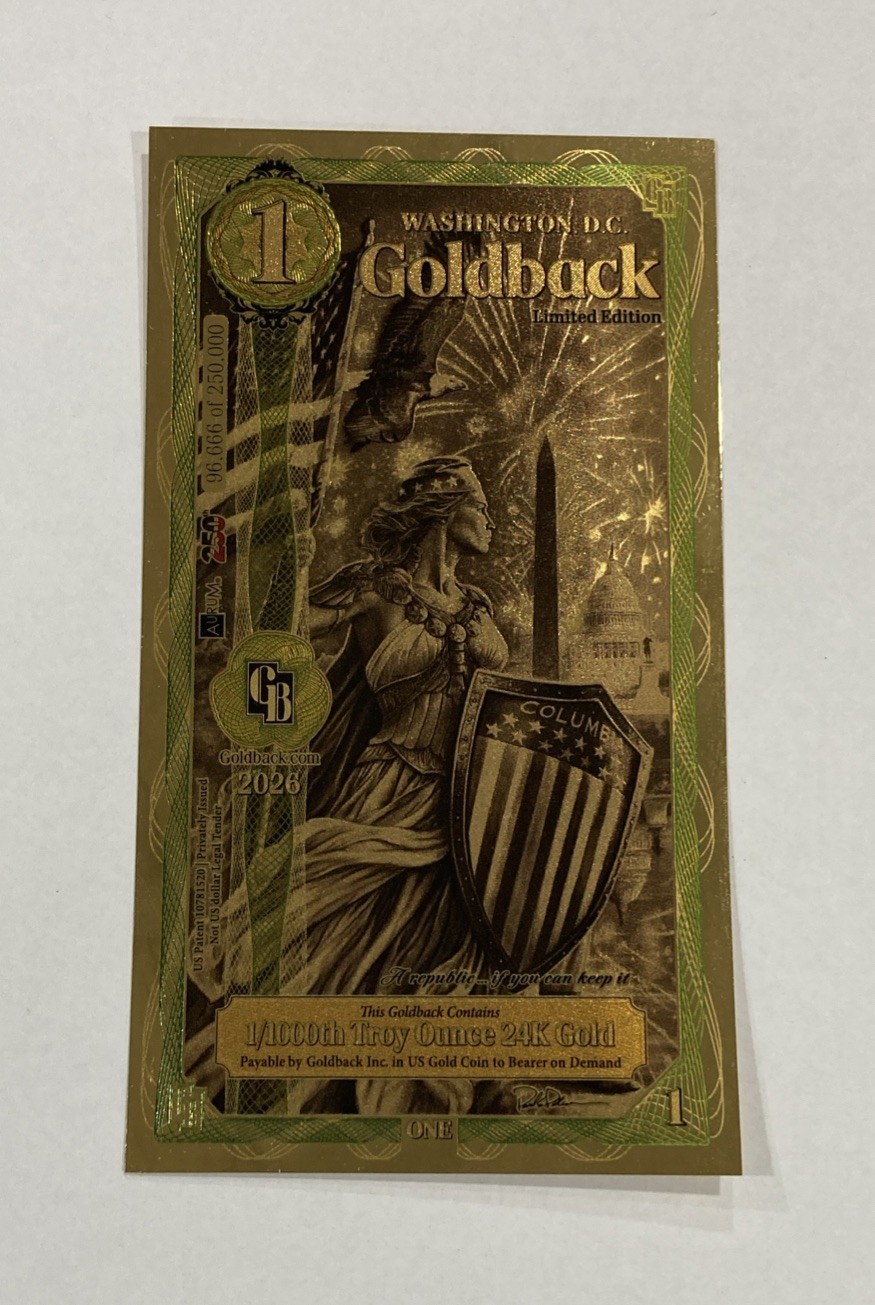 1
WASHINGTON, D.C.
Goldback
Limited Edition
GB
96,666 of 250,000
250
AURUM
GB
Goldback.com
2026
US Patent 10781520 | Privately Issued
Not US dollar Legal Tender
COLUMB
A republic... if you can keep it
This Goldback Contains
1/1000th Troy Ounce 24K Gold
Payable by Goldback Inc. in US Gold Coin to Bearer on Demand
ONE
1